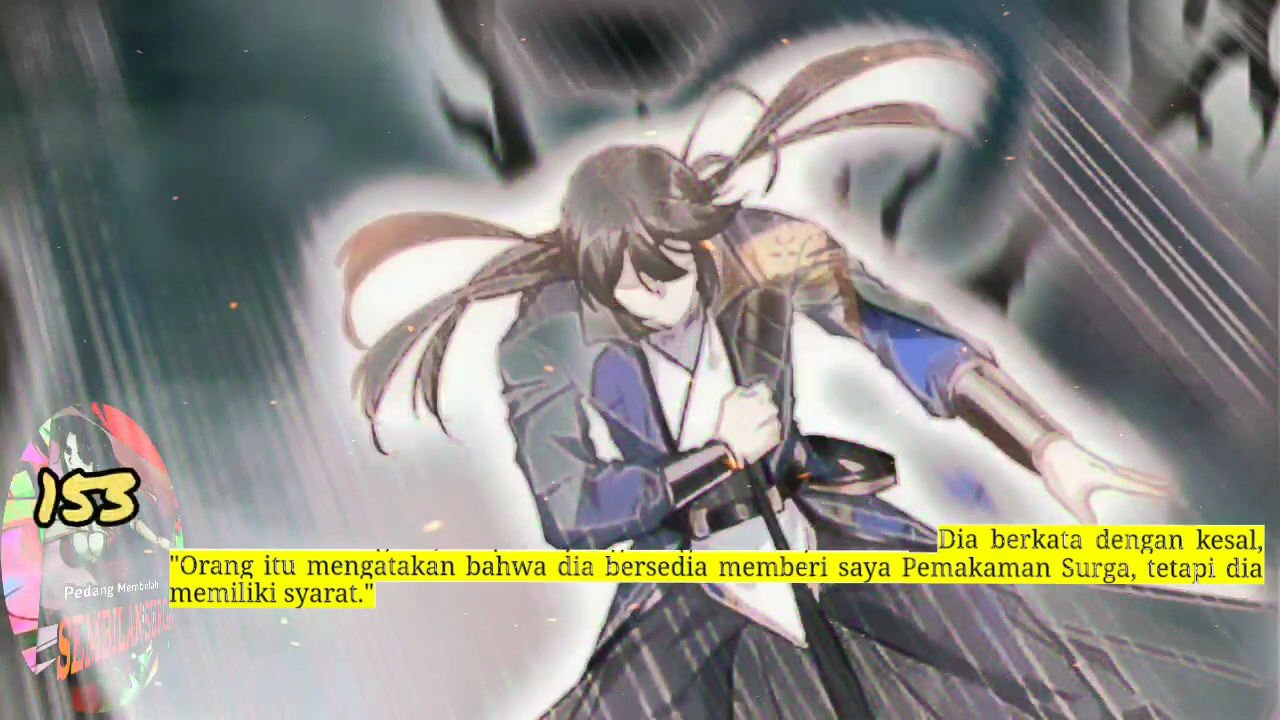 Dia berkata dengan kesal,
"Orang itu mengatakan bahwa dia bersedia memberi saya Pemakaman Surga, tetapi dia
memiliki syarat."
153
Pedang Membelah
SEMBILAN SURGA